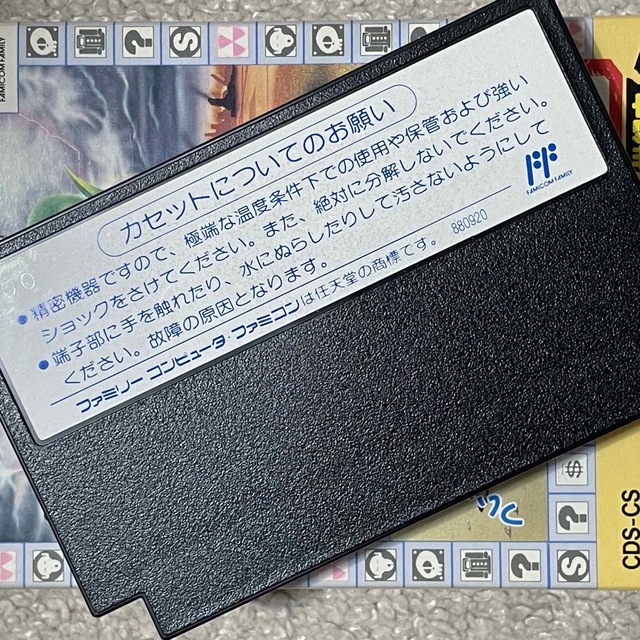 FAMICOM FAMILY
カセットについてのお願い
●精密機器ですので、極端な温度条件下での使用や保管および強い
ショックをさけてください。また、絶対に分解しないでください。
●端子部に手を触れたり、水にぬらしたりして汚さないようにして
ください。故障の原因となります。
ファミリーコンピュータ・ファミコンは任天堂の商標です。 880920
FAMICOM FAMILY
CDS-CS